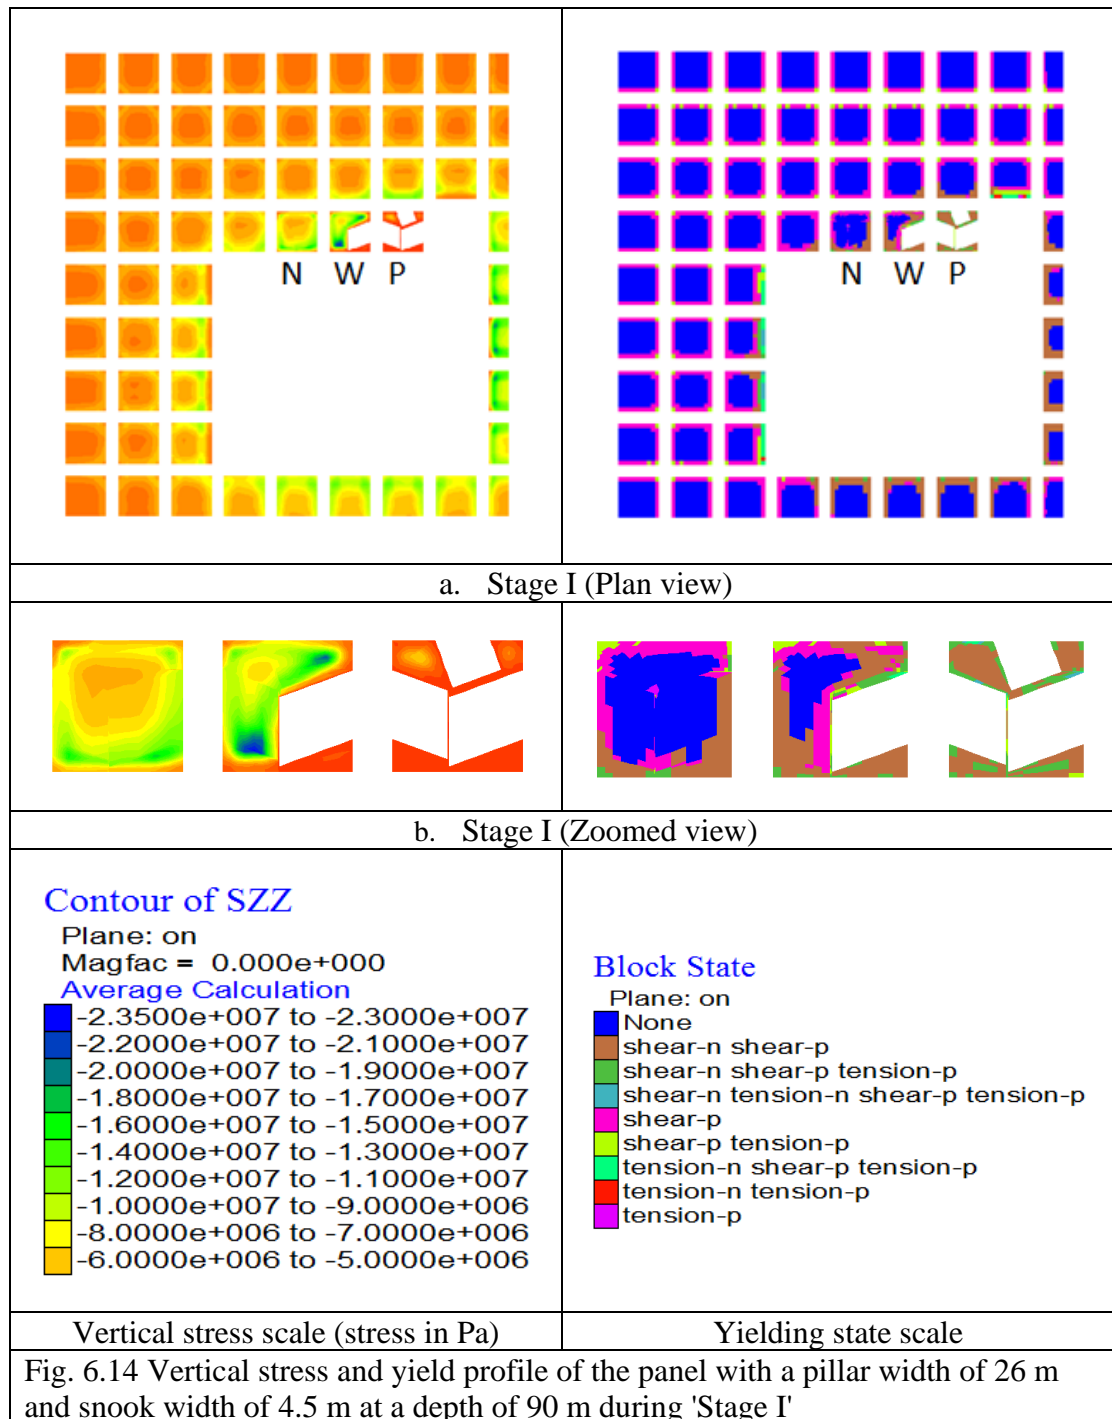 N W P
N W P
a. Stage I (Plan view)
b. Stage I (Zoomed view)
Contour of SZZ
Plane: on
Magfac = 0.000e+000
Average Calculation
-2.3500e+007 to -2.3000e+007
-2.2000e+007 to -2.1000e+007
-2.0000e+007 to -1.9000e+007
-1.8000e+007 to -1.7000e+007
-1.6000e+007 to -1.5000e+007
-1.4000e+007 to -1.3000e+007
-1.2000e+007 to -1.1000e+007
-1.0000e+007 to -9.0000e+006
-8.0000e+006 to -7.0000e+006
-6.0000e+006 to -5.0000e+006
Block State
Plane: on
None
shear-n shear-p
shear-n shear-p tension-p
shear-n tension-n shear-p tension-p
shear-p
shear-p tension-p
tension-n shear-p tension-p
tension-n tension-p
tension-p
Vertical stress scale (stress in Pa)
Yielding state scale
Fig. 6.14 Vertical stress and yield profile of the panel with a pillar width of 26 m
and snook width of 4.5 m at a depth of 90 m during 'Stage I'